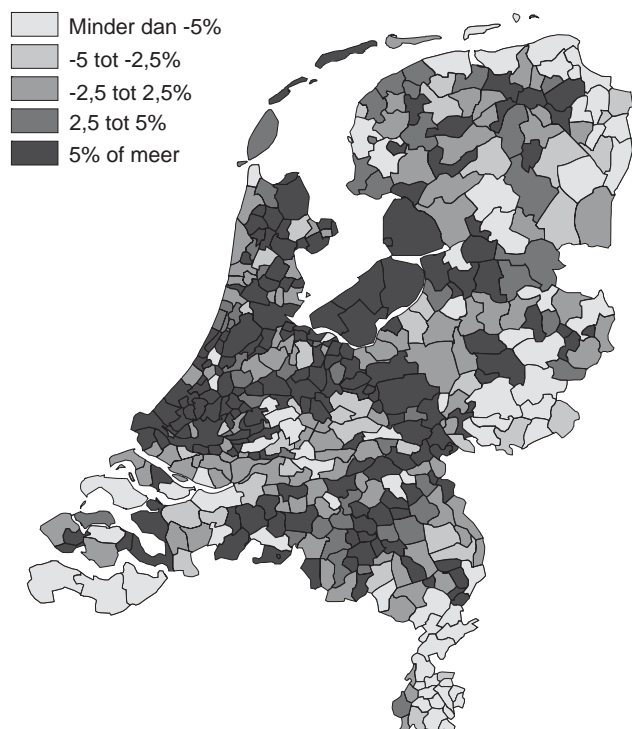 Minder dan -5%
-5 tot -2,5%
-2,5 tot 2,5%
2,5 tot 5%
5% of meer